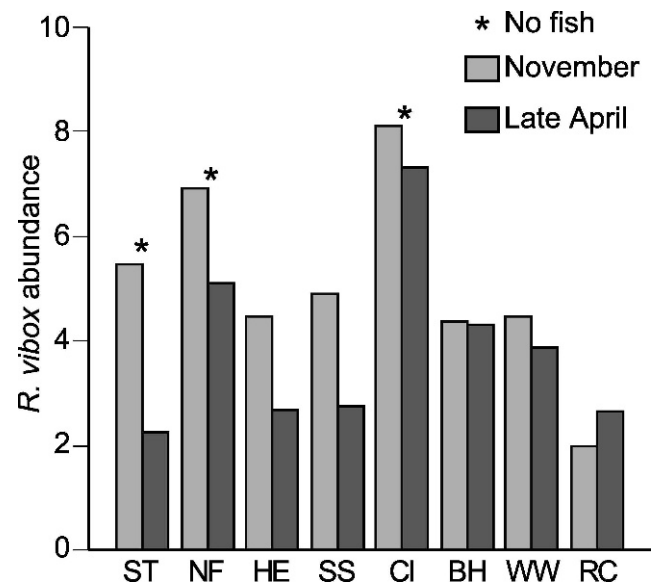 * No fish
November
Late April
R. vibox abundance
10
8
6
4
2
0
*
*
*
ST NF HE SS CI BH WW RC